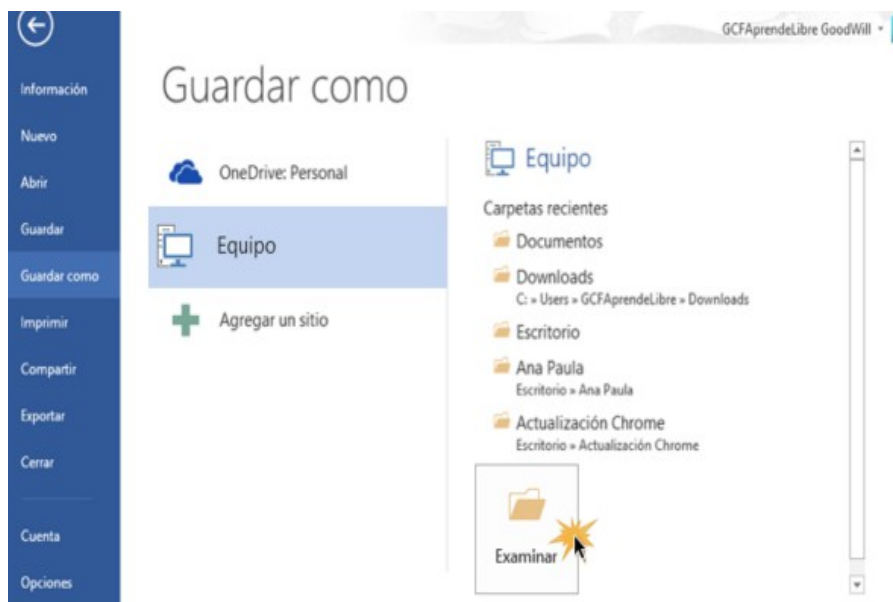 GCFAprendeLibre GoodWill
Información
Nuevo
Abrir
Guardar
Guardar como
Imprimir
Compartir
Exportar
Cerrar
Cuenta
Opciones
Guardar como
OneDrive: Personal
Equipo
Agregar un sitio
Equipo
Carpetas recientes
Documentos
Downloads
C: » Users » GCFAprendeLibre » Downloads
Escritorio
Ana Paula
Escritorio » Ana Paula
Actualización Chrome
Escritorio » Actualización Chrome
Examinar